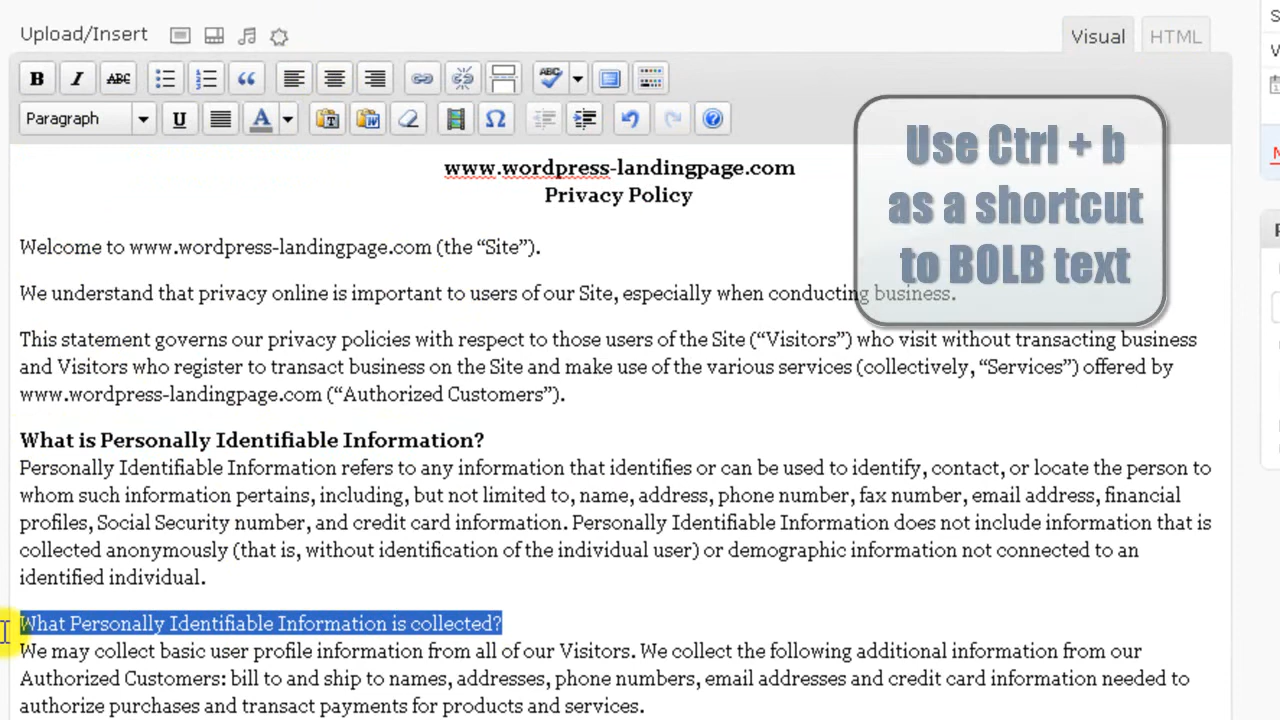 Upload/Insert
Visual
HTML
B I ABC
ABC
Paragraph
U
A
Use Ctrl + b
as a shortcut
to BOLB text
www.wordpress-landingpage.com
Privacy Policy
Welcome to www.wordpress-landingpage.com (the “Site”).
We understand that privacy online is important to users of our Site, especially when conducting business.
This statement governs our privacy policies with respect to those users of the Site (“Visitors”) who visit without transacting business
and Visitors who register to transact business on the Site and make use of the various services (collectively, “Services”) offered by
www.wordpress-landingpage.com (“Authorized Customers”).
What is Personally Identifiable Information?
Personally Identifiable Information refers to any information that identifies or can be used to identify, contact, or locate the person to
whom such information pertains, including, but not limited to, name, address, phone number, fax number, email address, financial
profiles, Social Security number, and credit card information. Personally Identifiable Information does not include information that is
collected anonymously (that is, without identification of the individual user) or demographic information not connected to an
identified individual.
What Personally Identifiable Information is collected?
We may collect basic user profile information from all of our Visitors. We collect the following additional information from our
Authorized Customers: bill to and ship to names, addresses, phone numbers, email addresses and credit card information needed to
authorize purchases and transact payments for products and services.